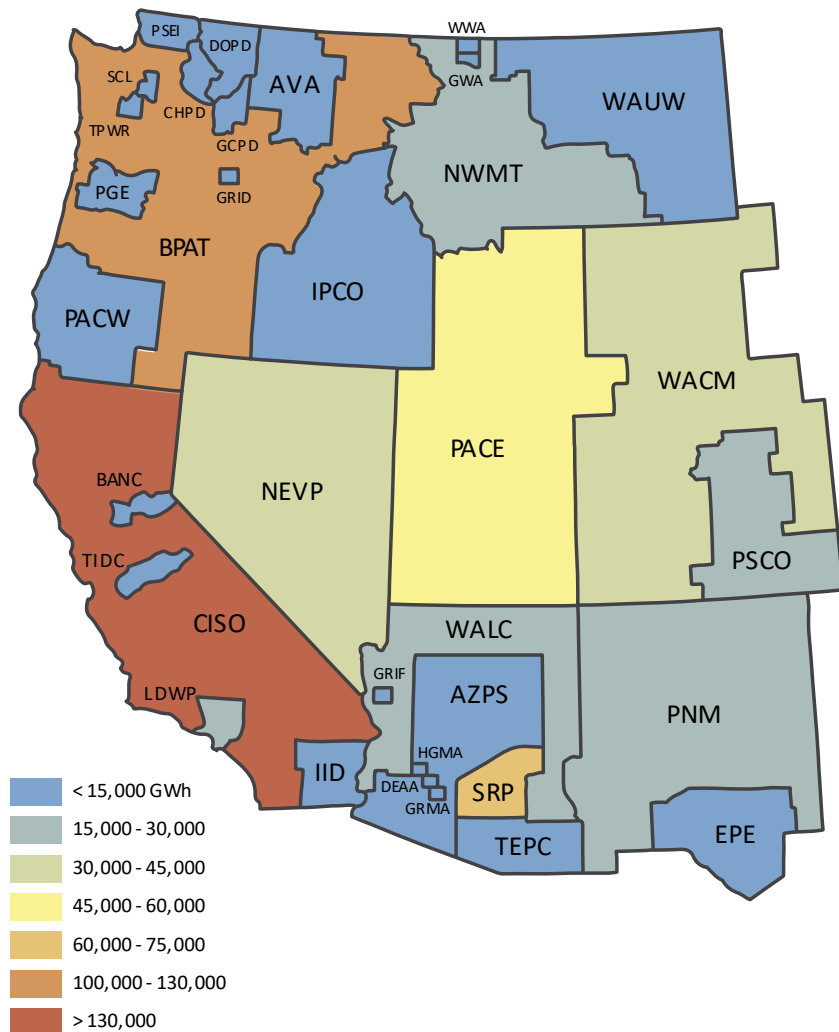 WWA
PSEI
DOPD
SCL
AVA
GWA
WAUW
CHPD
TPWR
GCPD
NWMT
PGE
GRID
BPAT
IPCO
PACW
WACM
PACE
BANC
NEVP
TIDC
PSCO
CISO
WALC
GRIF
LDWP
AZPS
PNM
HGMA
IID
DEAA
SRP
GRMA
EPE
TEPC
< 15,000 GWh
15,000 - 30,000
30,000 - 45,000
45,000 - 60,000
60,000 - 75,000
100,000 - 130,000
> 130,000